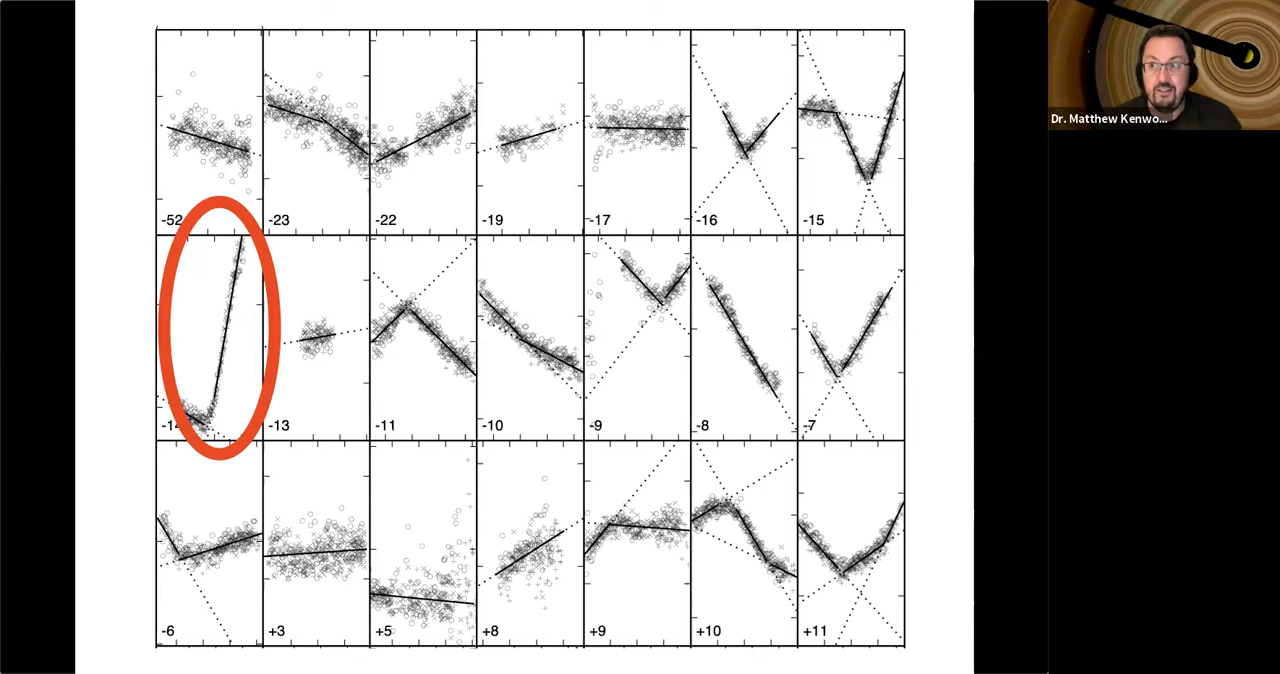 -52 -23 -22 -19 -17 -16 -15
-14 -13 -11 -10 -9 -8 -7
-6 +3 +5 +8 +9 +10 +11
Dr. Matthew Kenwo...